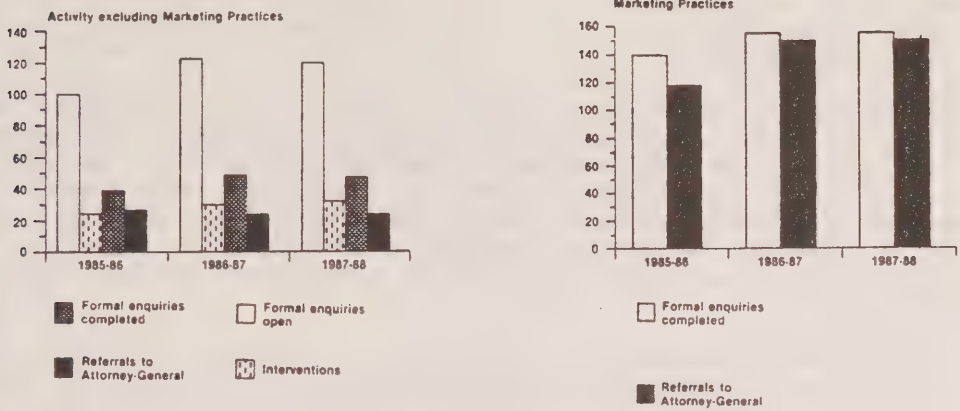 Activity excluding Marketing Practices
140
120
100
80
60
40
20
0
1985-86
1986-87
1987-88
Formal enquiries
completed
Formal enquiries
open
Referrals to
Attorney-General
Interventions
Marketing Practices
160
140
120
100
80
60
40
20
0
1985-86
1986-87
1987-88
Formal enquiries
completed
Referrals to
Attorney-General